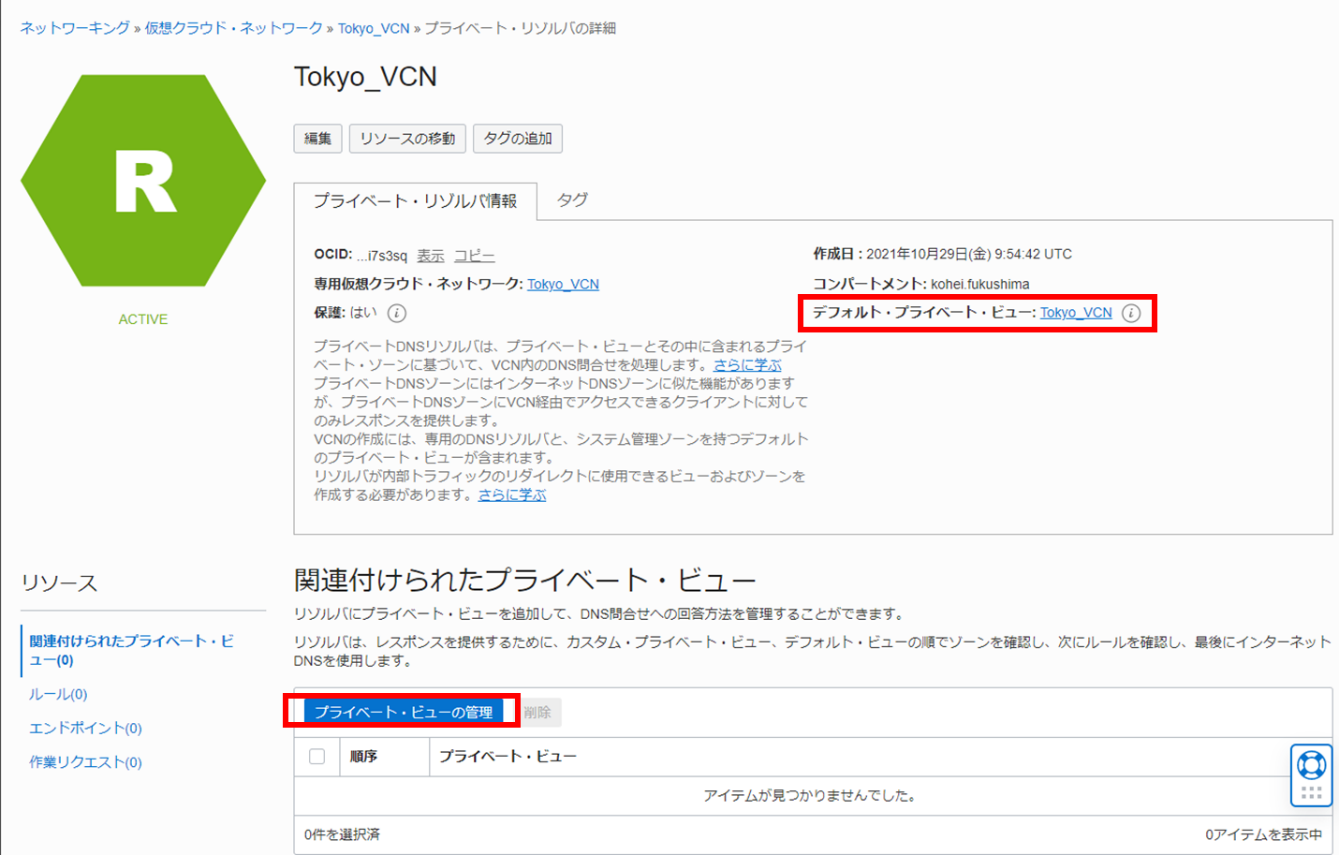 ネットワーキング » 仮想クラウド・ネットワーク » Tokyo_VCN » プライベート・リゾルバの詳細
R
ACTIVE
Tokyo_VCN
編集 リソースの移動 タグの追加
プライベート・リゾルバ情報 タグ
OCID: ...i7s3sq 表示 コピー
専用仮想クラウド・ネットワーク: Tokyo_VCN
保護: はい i
プライベートDNSリゾルバは、プライベート・ビューとその中に含まれるプライ
ベート・ゾーンに基づいて、VCN内のDNS問合せを処理します。さらに学ぶ
プライベートDNSゾーンにはインターネットDNSゾーンに似た機能があります
が、プライベートDNSゾーンにVCN経由でアクセスできるクライアントに対して
のみレスポンスを提供します。
VCNの作成には、専用のDNSリゾルバと、システム管理ゾーンを持つデフォルト
のプライベート・ビューが含まれます。
リゾルバが内部トラフィックのリダイレクトに使用できるビューおよびゾーンを
作成する必要があります。さらに学ぶ
作成日 : 2021年10月29日(金) 9:54:42 UTC
コンパートメント: kohei.fukushima
デフォルト・プライベート・ビュー: Tokyo_VCN i
リソース
関連付けられたプライベート・ビ
ュー(0)
ルール(0)
エンドポイント(0)
作業リクエスト(0)
関連付けられたプライベート・ビュー
リゾルバにプライベート・ビューを追加して、DNS問合せへの回答方法を管理することができます。
リゾルバは、レスポンスを提供するために、カスタム・プライベート・ビュー、デフォルト・ビューの順でゾーンを確認し、次にルールを確認し、最後にインターネット
DNSを使用します。
プライベート・ビューの管理 削除
順序 プライベート・ビュー
アイテムが見つかりませんでした。
0件を選択済 0アイテムを表示中